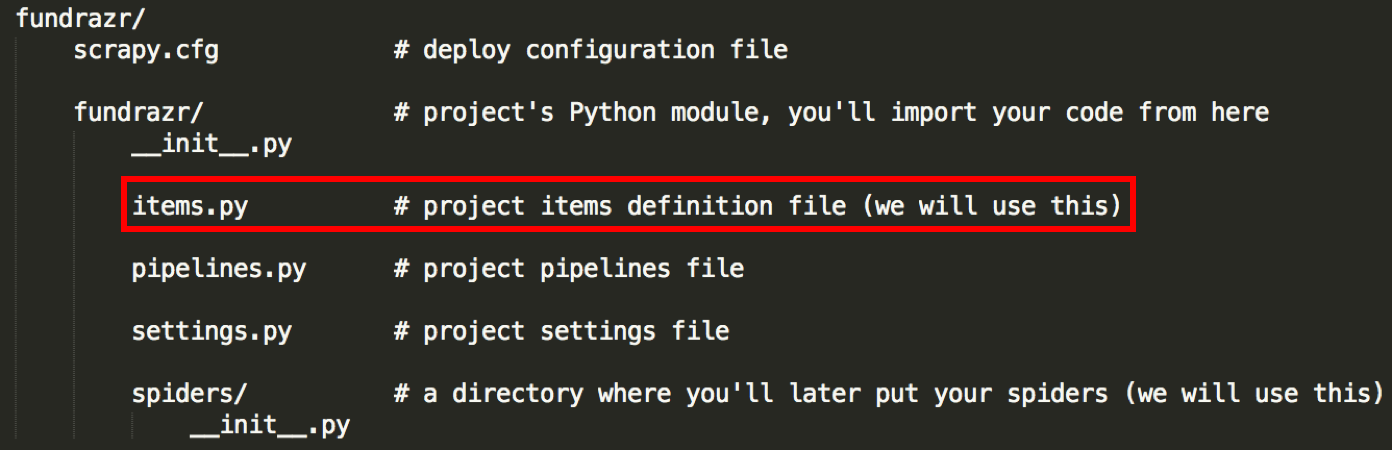 fundrazr/
scrapy.cfg # deploy configuration file
fundrazr/ # project's Python module, you'll import your code from here
__init__.py
items.py # project items definition file (we will use this)
pipelines.py # project pipelines file
settings.py # project settings file
spiders/ # a directory where you'll later put your spiders (we will use this)
__init__.py